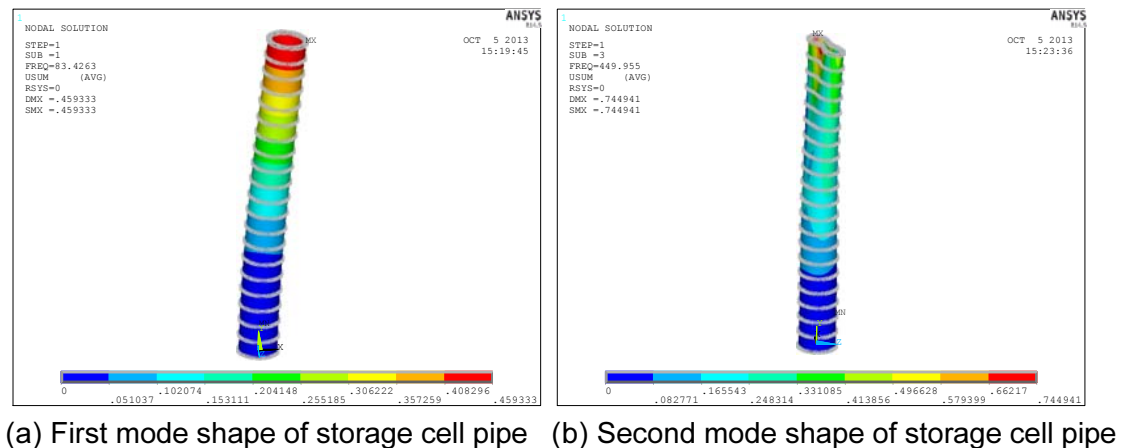 1
NODAL SOLUTION
STEP=1
SUB =1
FREQ=83.4263
USUM (AVG)
RSYS=0
DMX =.459333
SMX =.459333
ANSYS
OCT 5 2013
15:19:45
MX
X
0 .102074 .204148 .306222 .408296
.051037 .153111 .255185 .357259 .459333
(a) First mode shape of storage cell pipe
1
NODAL SOLUTION
STEP=1
SUB =3
FREQ=449.955
USUM (AVG)
RSYS=0
DMX =.744941
SMX =.744941
ANSYS
OCT 5 2013
15:23:36
MX
MN
0 .165543 .331085 .496628 .66217
.082771 .248314 .413856 .579399 .744941
(b) Second mode shape of storage cell pipe